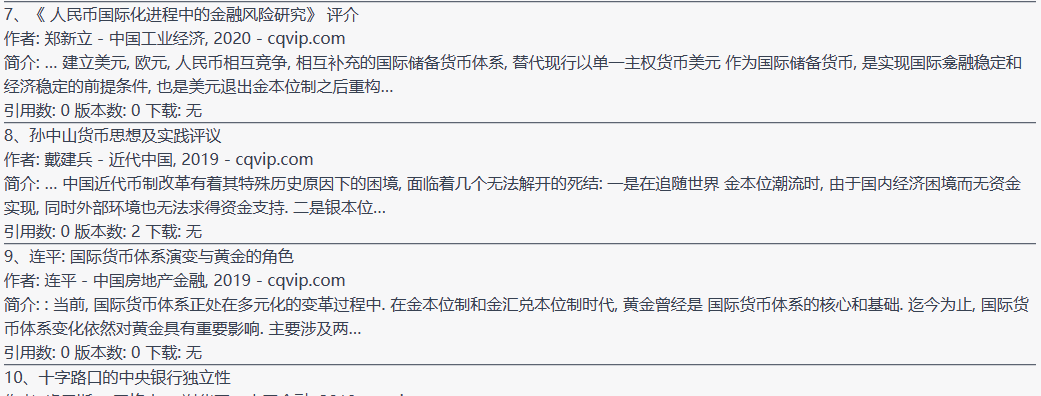 7、《 人民币国际化进程中的金融风险研究》 评介
作者: 郑新立 - 中国工业经济, 2020 - cqvip.com
简介: ... 建立美元, 欧元, 人民币相互竞争, 相互补充的国际储备货币体系, 替代现行以单一主权货币美元 作为国际储备货币, 是实现国际龛融稳定和
经济稳定的前提条件, 也是美元退出金本位制之后重构...
引用数: 0 版本数: 0 下载: 无
8、孙中山货币思想及实践评议
作者: 戴建兵 - 近代中国, 2019 - cqvip.com
简介: ... 中国近代币制改革有着其特殊历史原因下的困境, 面临着几个无法解开的死结: 一是在追随世界 金本位潮流时, 由于国内经济困境而无资金
实现, 同时外部环境也无法求得资金支持. 二是银本位...
引用数: 0 版本数: 2 下载: 无
9、连平: 国际货币体系演变与黄金的角色
作者: 连平 - 中国房地产金融, 2019 - cqvip.com
简介: : 当前, 国际货币体系正处在多元化的变革过程中. 在金本位制和金汇兑本位制时代, 黄金曾经是 国际货币体系的核心和基础. 迄今为止, 国际货
币体系变化依然对黄金具有重要影响. 主要涉及两...
引用数: 0 版本数: 0 下载: 无
10、十字路口的中央银行独立性